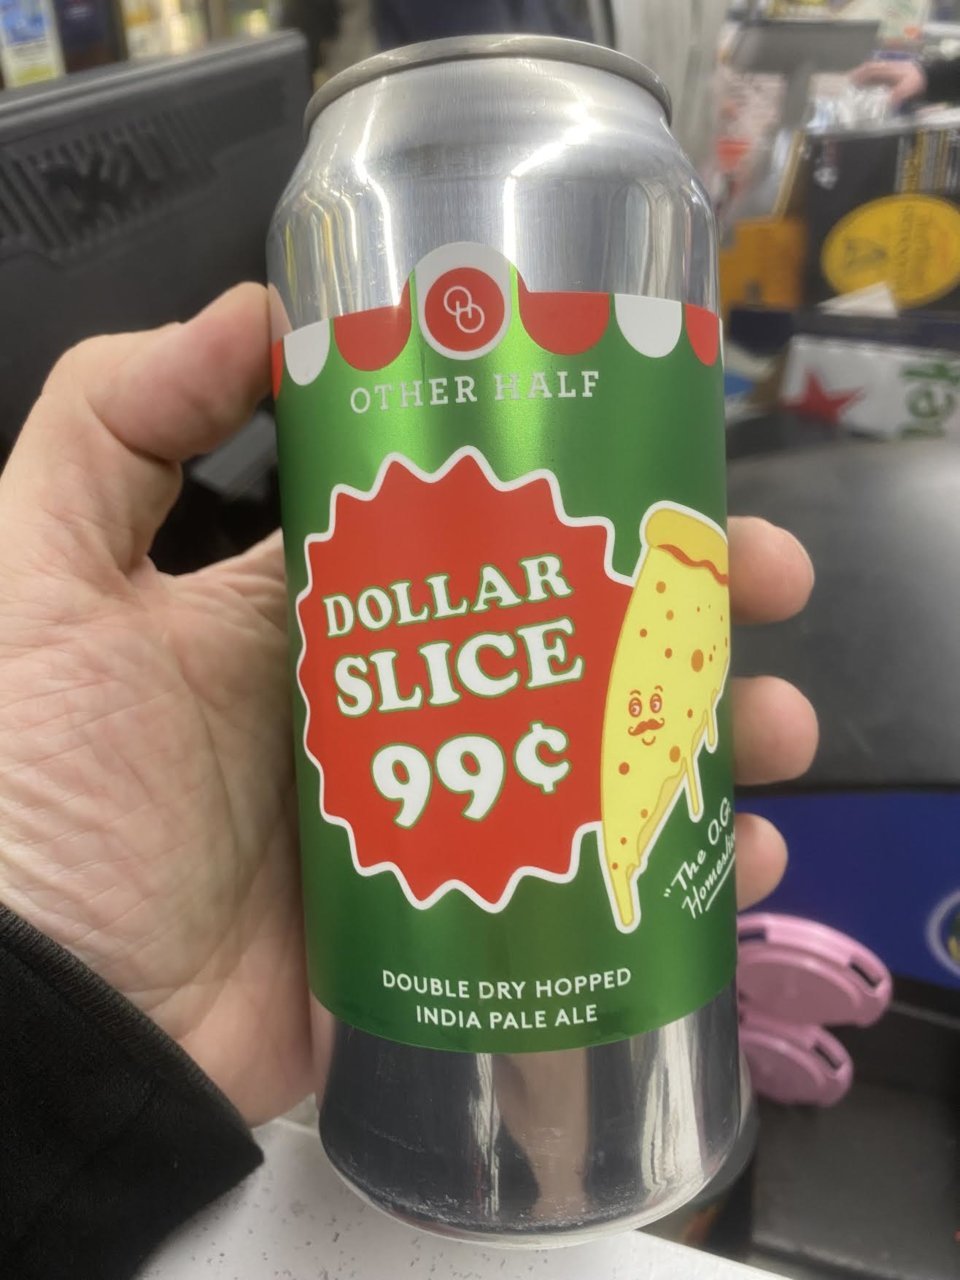 OTHER HALF
DOLLAR
SLICE
99¢
"The O.G.
DOUBLE DRY HOPPED
INDIA PALE ALE